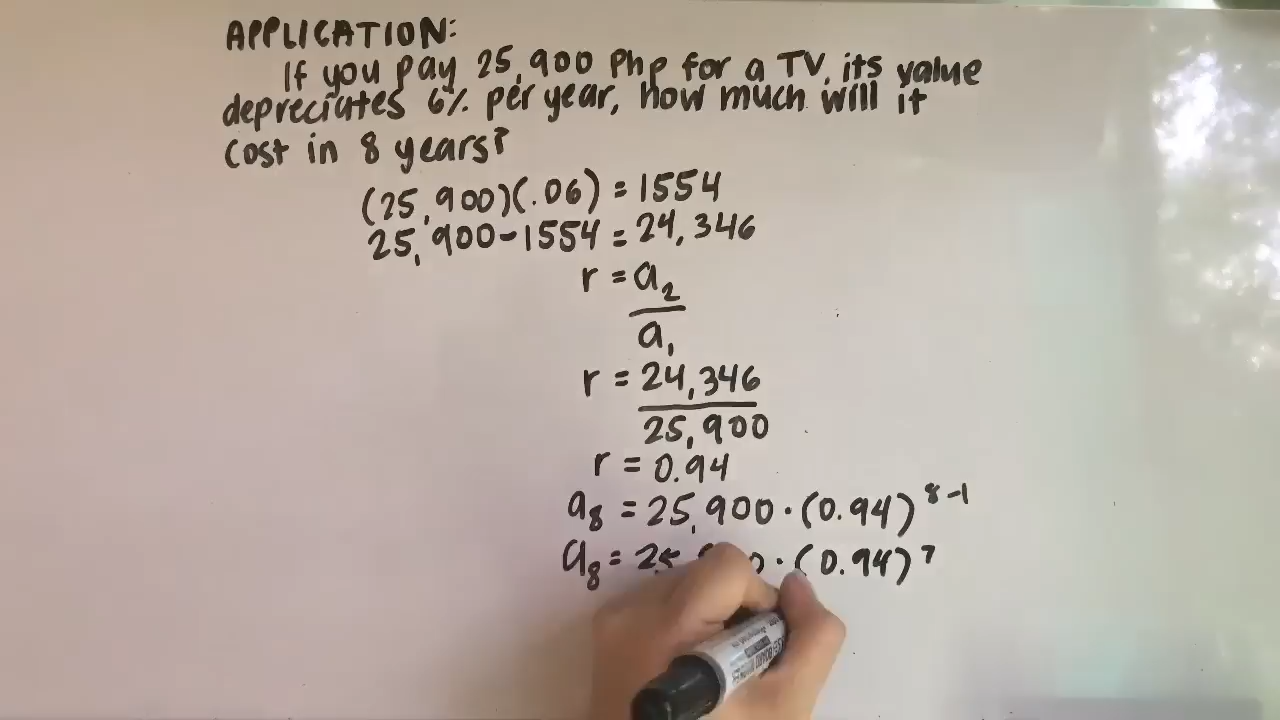 APPLICATION:
If you pay 25,900 Php for a TV, its value
depreciates 6% per year, how much will it
cost in 8 years?
(25,900)(.06) = 1554
25,900-1554 = 24,346
r = a₂
a₁
r = 24,346
25,900
r = 0.94
a₈ = 25,900 · (0.94)⁸⁻¹
a₈ = 25 · (0.94)⁷